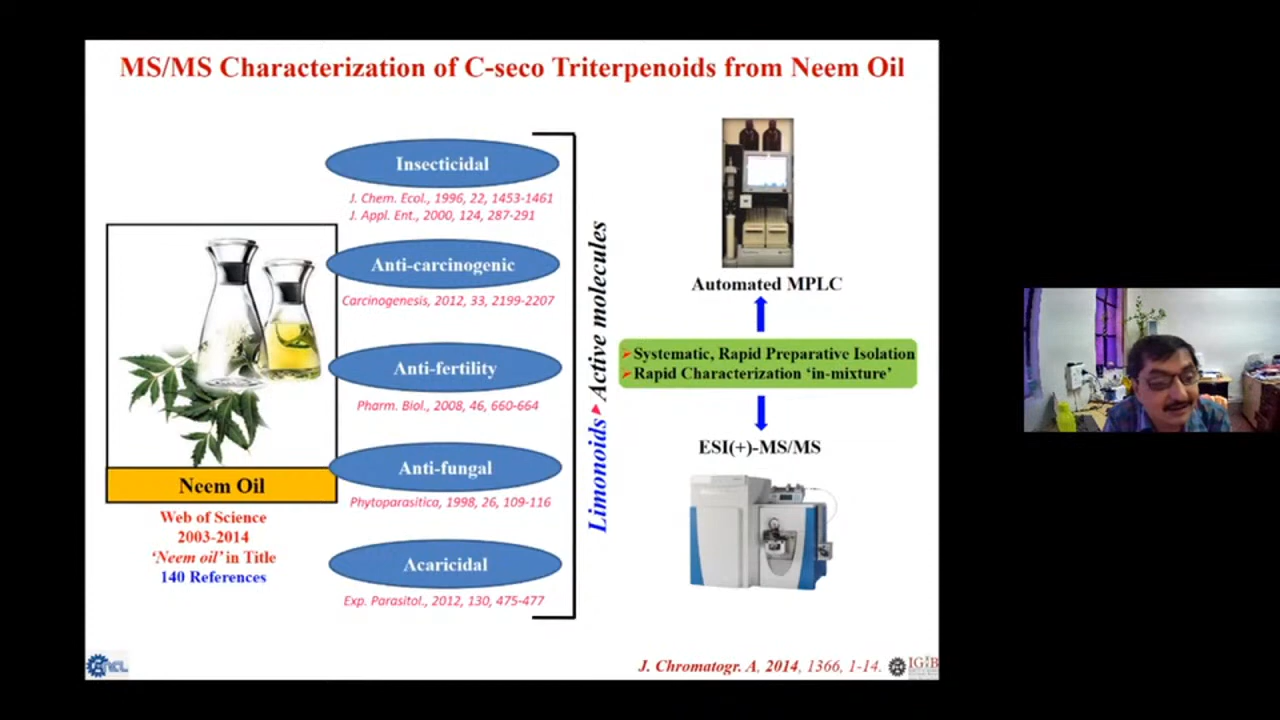 MS/MS Characterization of C-seco Triterpenoids from Neem Oil
Insecticidal
J. Chem. Ecol., 1996, 22, 1453-1461
J. Appl. Ent., 2000, 124, 287-291
Anti-carcinogenic
Carcinogenesis, 2012, 33, 2199-2207
Anti-fertility
Pharm. Biol., 2008, 46, 660-664
Anti-fungal
Phytoparasitica, 1998, 26, 109-116
Acaricidal
Exp. Parasitol., 2012, 130, 475-477
Neem Oil
Web of Science
2003-2014
‘Neem oil’ in Title
140 References
Limonoids Active molecules
Automated MPLC
Systematic, Rapid Preparative Isolation
Rapid Characterization ‘in-mixture’
ESI(+)-MS/MS
NCL
J. Chromatogr. A, 2014, 1366, 1-14.
IGIB